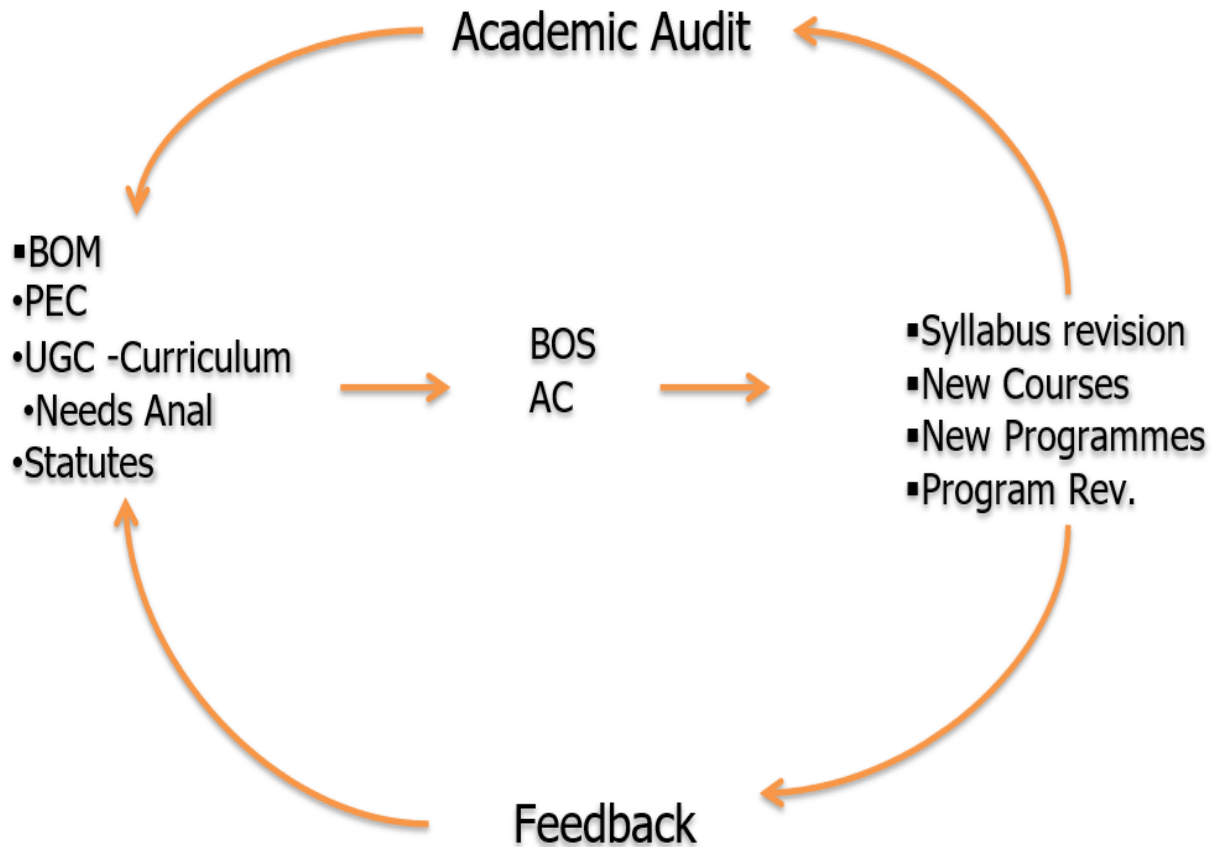 Academic Audit
▪BOM
•PEC
•UGC -Curriculum
•Needs Anal
•Statutes
BOS
AC
▪Syllabus revision
▪New Courses
▪New Programmes
▪Program Rev.
Feedback